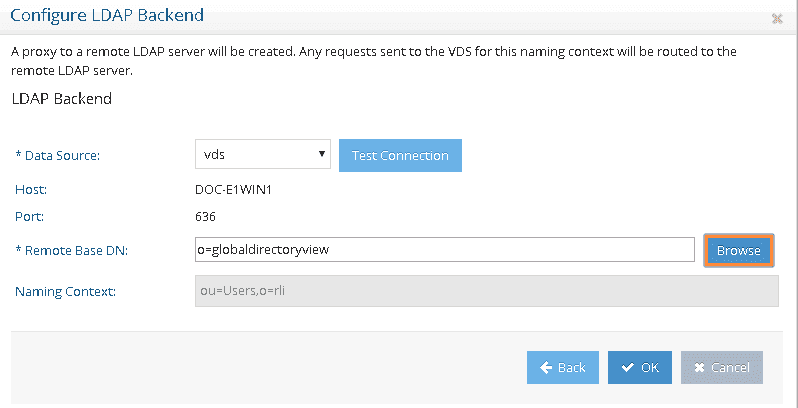 Configure LDAP Backend
A proxy to a remote LDAP server will be created. Any requests sent to the VDS for this naming context will be routed to the
remote LDAP server.
LDAP Backend
* Data Source: vds Test Connection
Host: DOC-E1WIN1
Port: 636
* Remote Base DN: o=globaldirectoryview Browse
Naming Context: ou=Users,o=rli
Back OK Cancel